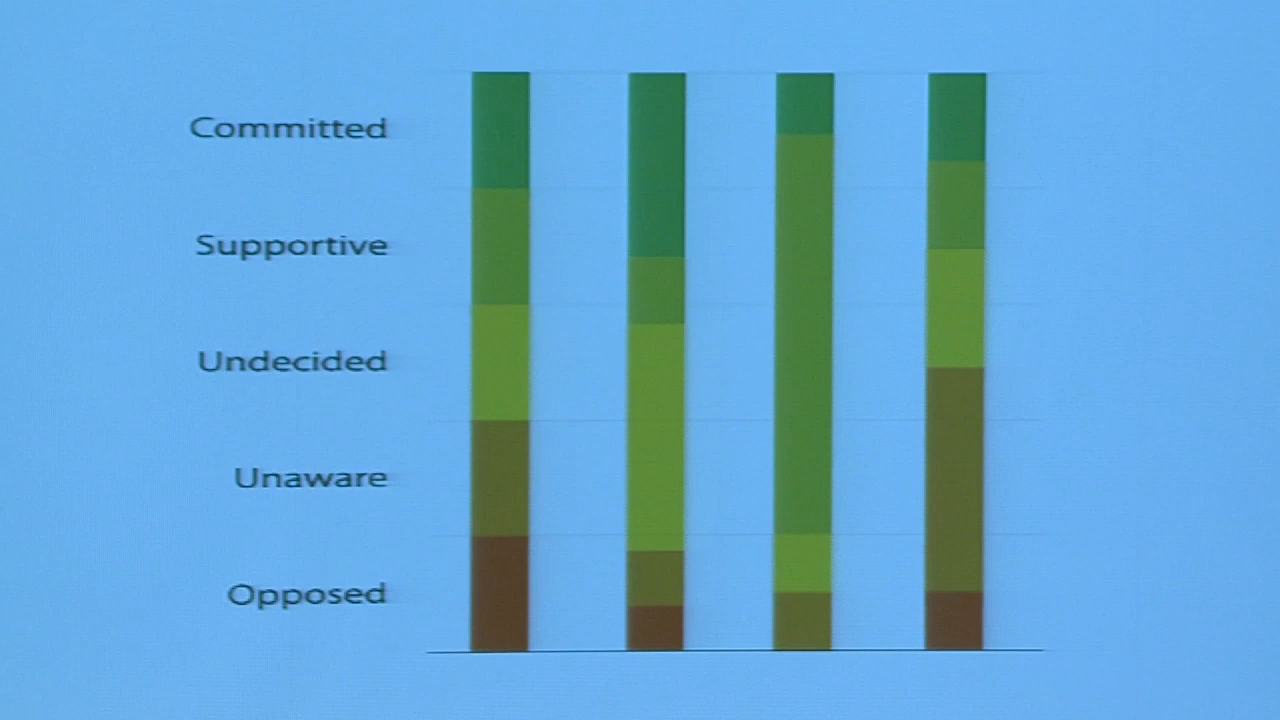 Committed
Supportive
Undecided
Unaware
Opposed